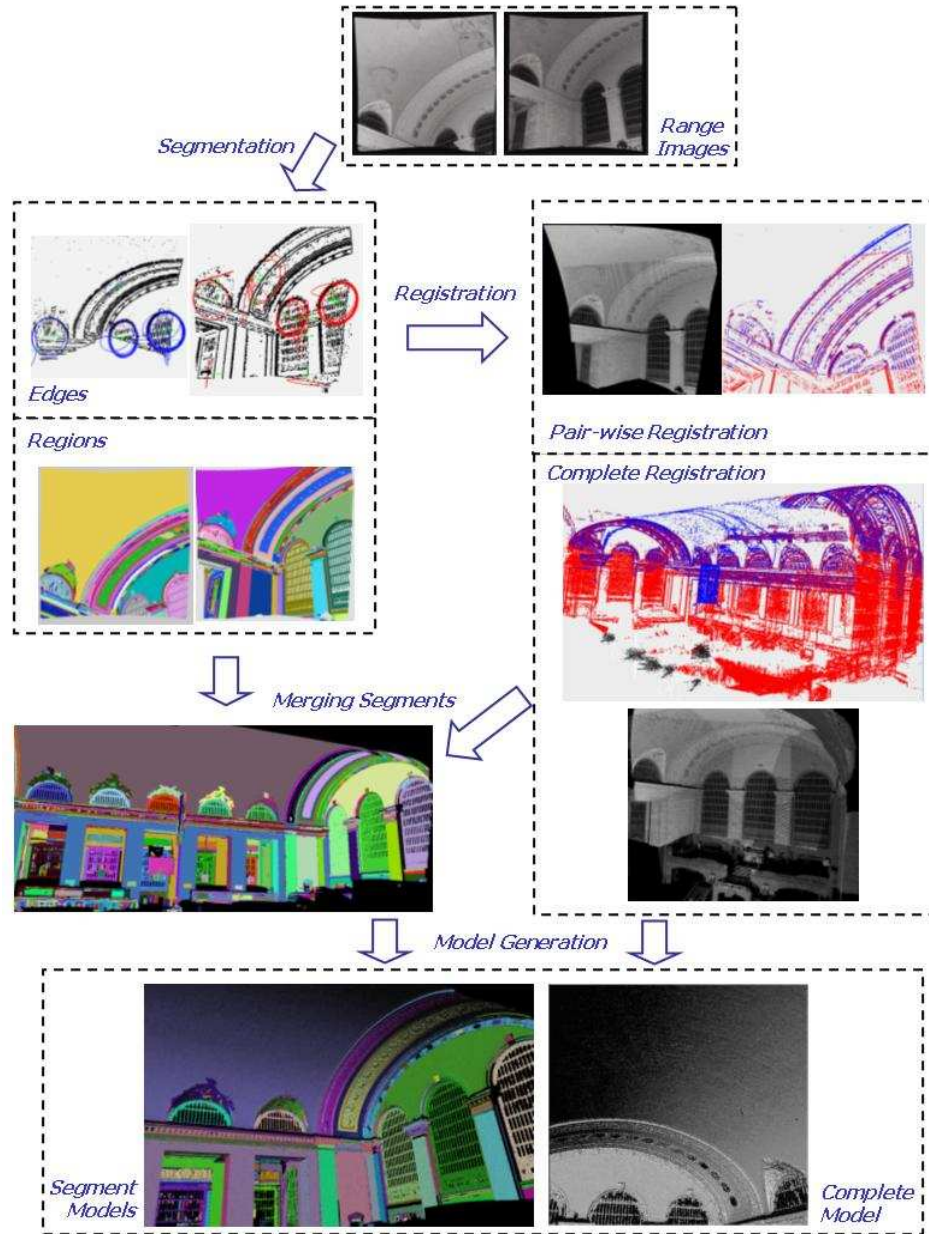 Range
Images
Segmentation
Registration
Edges
Regions
Pair-wise Registration
Complete Registration
Merging Segments
Model Generation
Segment
Models
Complete
Model